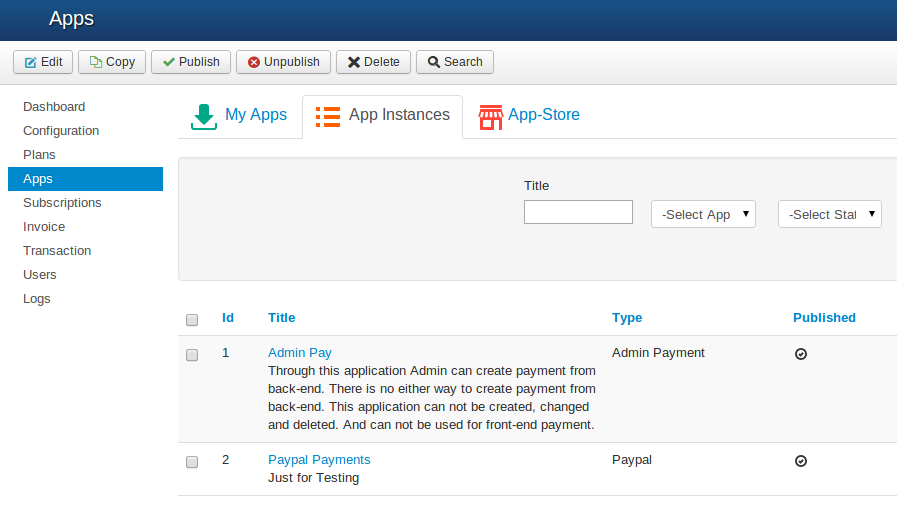 Apps
Edit Copy Publish Unpublish Delete Search
Dashboard
Configuration
Plans
Apps
Subscriptions
Invoice
Transaction
Users
Logs
My Apps App Instances App-Store
Title
-Select App -Select Stat
Id Title Type Published
1 Admin Pay Admin Payment
Through this application Admin can create payment from
back-end. There is no either way to create payment from
back-end. This application can not be created, changed
and deleted. And can not be used for front-end payment.
2 Paypal Payments Paypal
Just for Testing